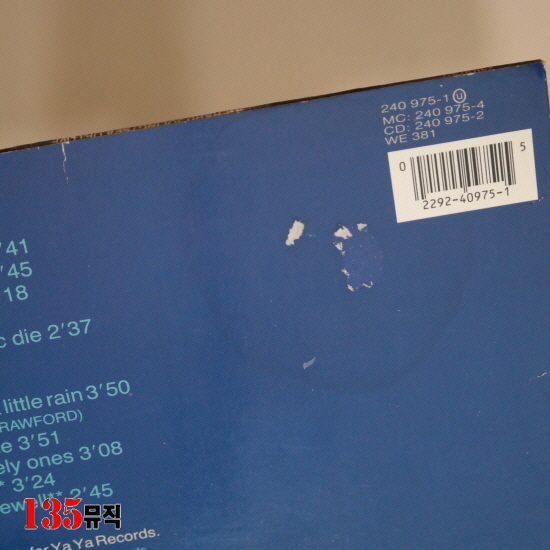 240 975-1 Ⓤ
MC: 240 975-4
CD: 240 975-2
WE 381
0 5
2292-40975-1
'41
'45
18
c die 2'37
little rain 3'50
RAWFORD)
e 3'51
ely ones 3'08
* 3'24
ewell** 2'45
for Ya Ya Records.
135뮤직